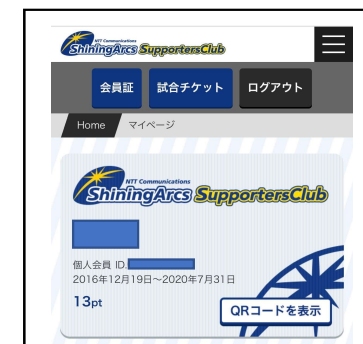 NTT Communications
ShiningArcs SupportersClub
会員証 試合チケット ログアウト
Home マイページ
NTT Communications
ShiningArcs SupportersClub
個人会員 ID.
2016年12月19日～2020年7月31日
13pt
QRコードを表示